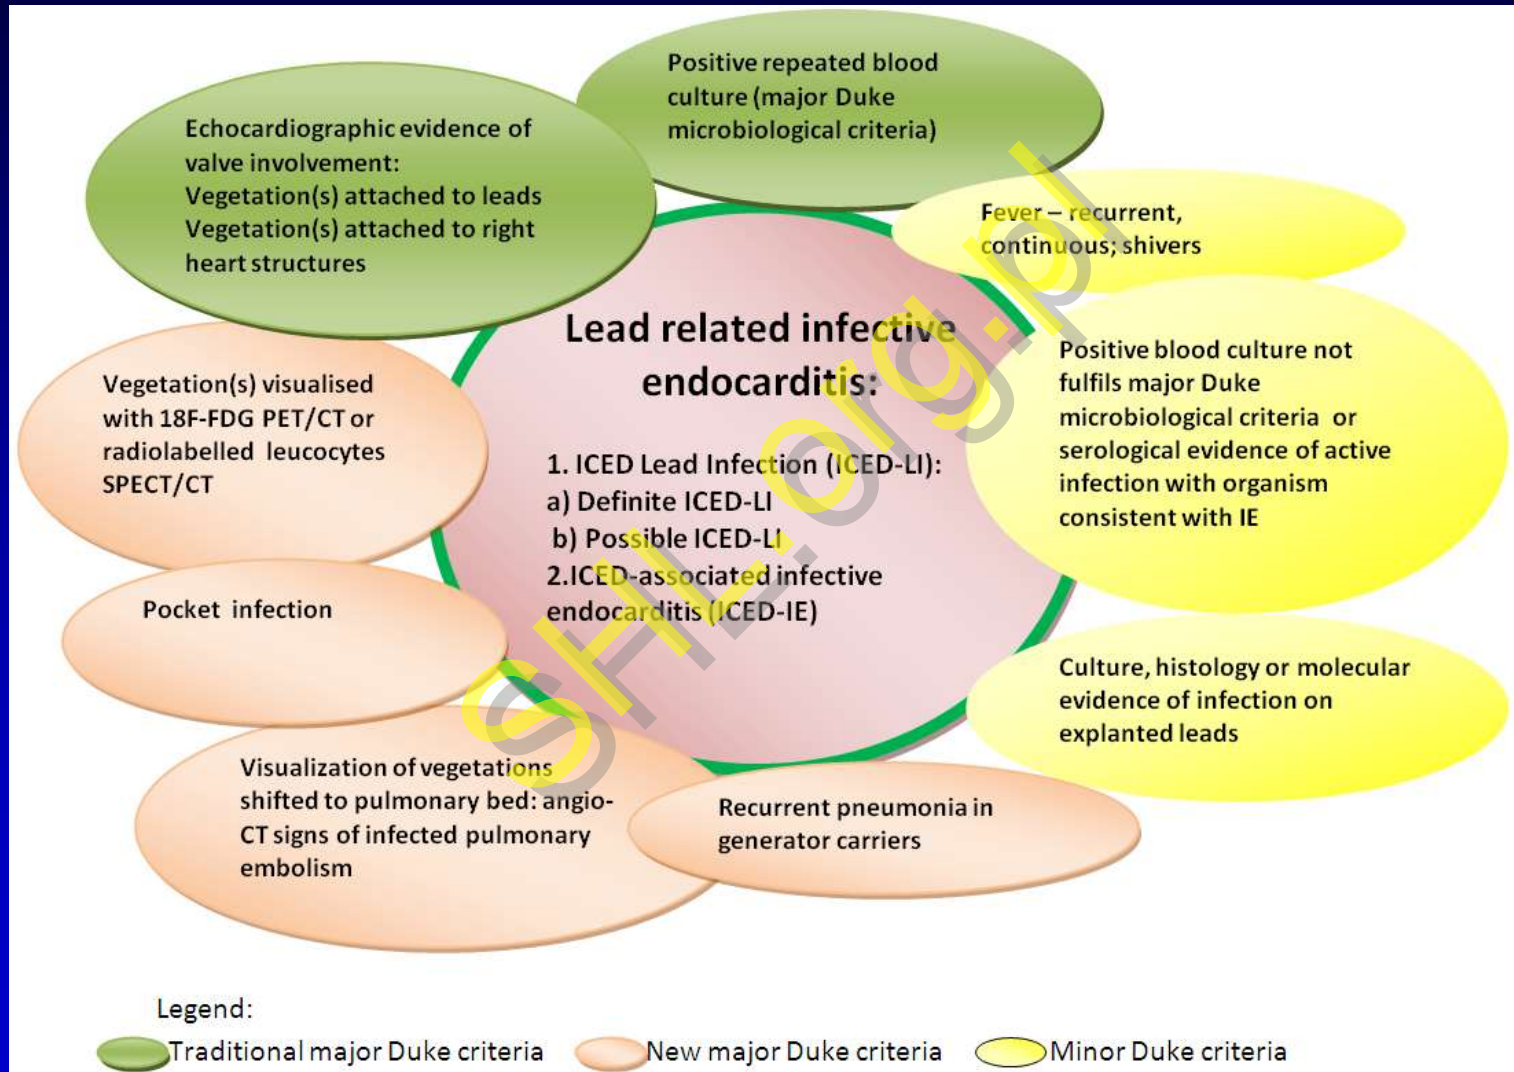 Positive repeated blood
culture (major Duke
microbiological criteria)
Echocardiographic evidence of
valve involvement:
Vegetation(s) attached to leads
Vegetation(s) attached to right
heart structures
Fever – recurrent,
continuous; shivers
Lead related infective
endocarditis:
1. ICED Lead Infection (ICED-LI):
a) Definite ICED-LI
b) Possible ICED-LI
2.ICED-associated infective
endocarditis (ICED-IE)
Positive blood culture not
fulfils major Duke
microbiological criteria or
serological evidence of active
infection with organism
consistent with IE
Vegetation(s) visualised
with 18F-FDG PET/CT or
radiolabelled leucocytes
SPECT/CT
Pocket infection
Culture, histology or molecular
evidence of infection on
explanted leads
Visualization of vegetations
shifted to pulmonary bed: angio-
CT signs of infected pulmonary
embolism
Recurrent pneumonia in
generator carriers
SHL.org.pl
Legend:
Traditional major Duke criteria
New major Duke criteria
Minor Duke criteria